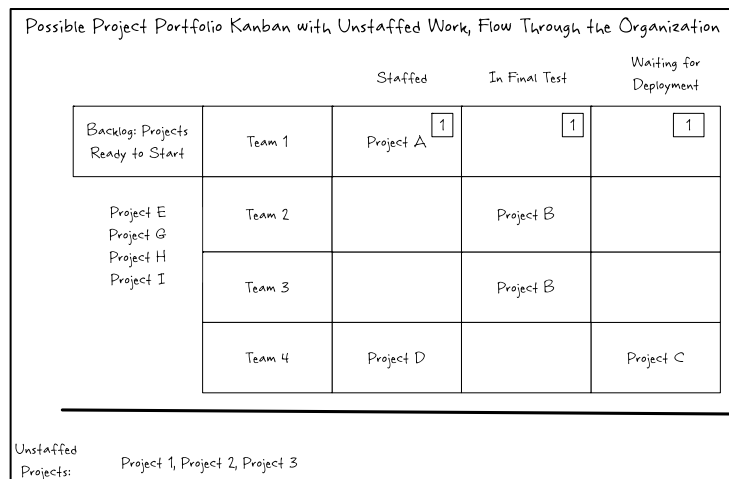 Possible Project Portfolio Kanban with Unstaffed Work, Flow Through the Organization
Staffed
In Final Test
Waiting for
Deployment
Backlog: Projects
Ready to Start
Team 1
Project A
1
1
1
Project E
Project G
Project H
Project I
Team 2
Project B
Team 3
Project B
Team 4
Project D
Project C
Unstaffed
Projects:
Project 1, Project 2, Project 3